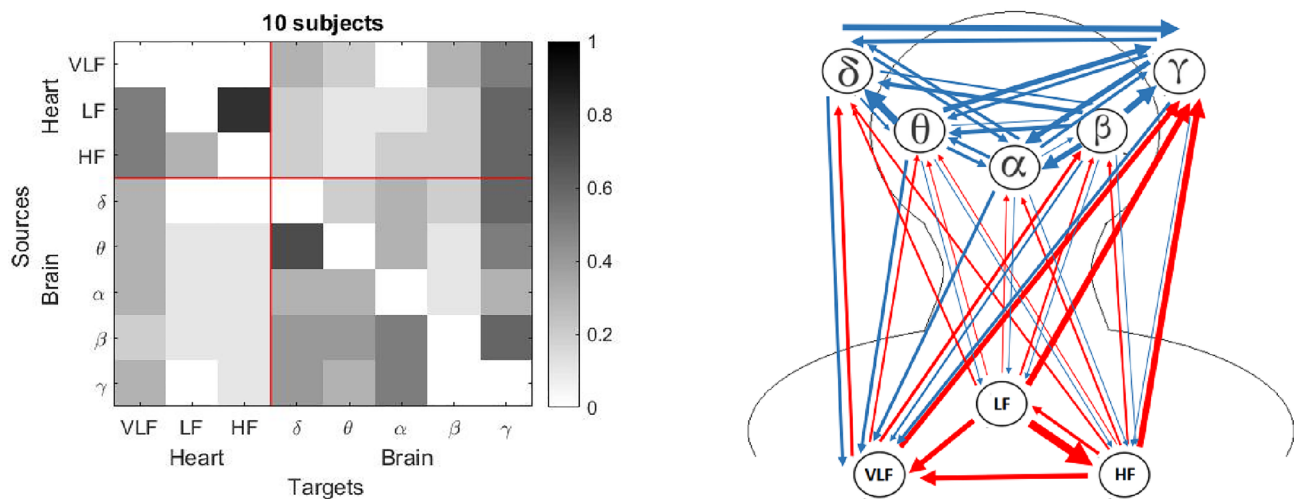 10 subjects
VLF
LF
HF
δ
θ
α
β
γ
Heart
Brain
Sources
1
0.8
0.6
0.4
0.2
0
VLF LF HF δ θ α β γ
Heart Brain
Targets
δ γ
θ β
α
LF
VLF HF